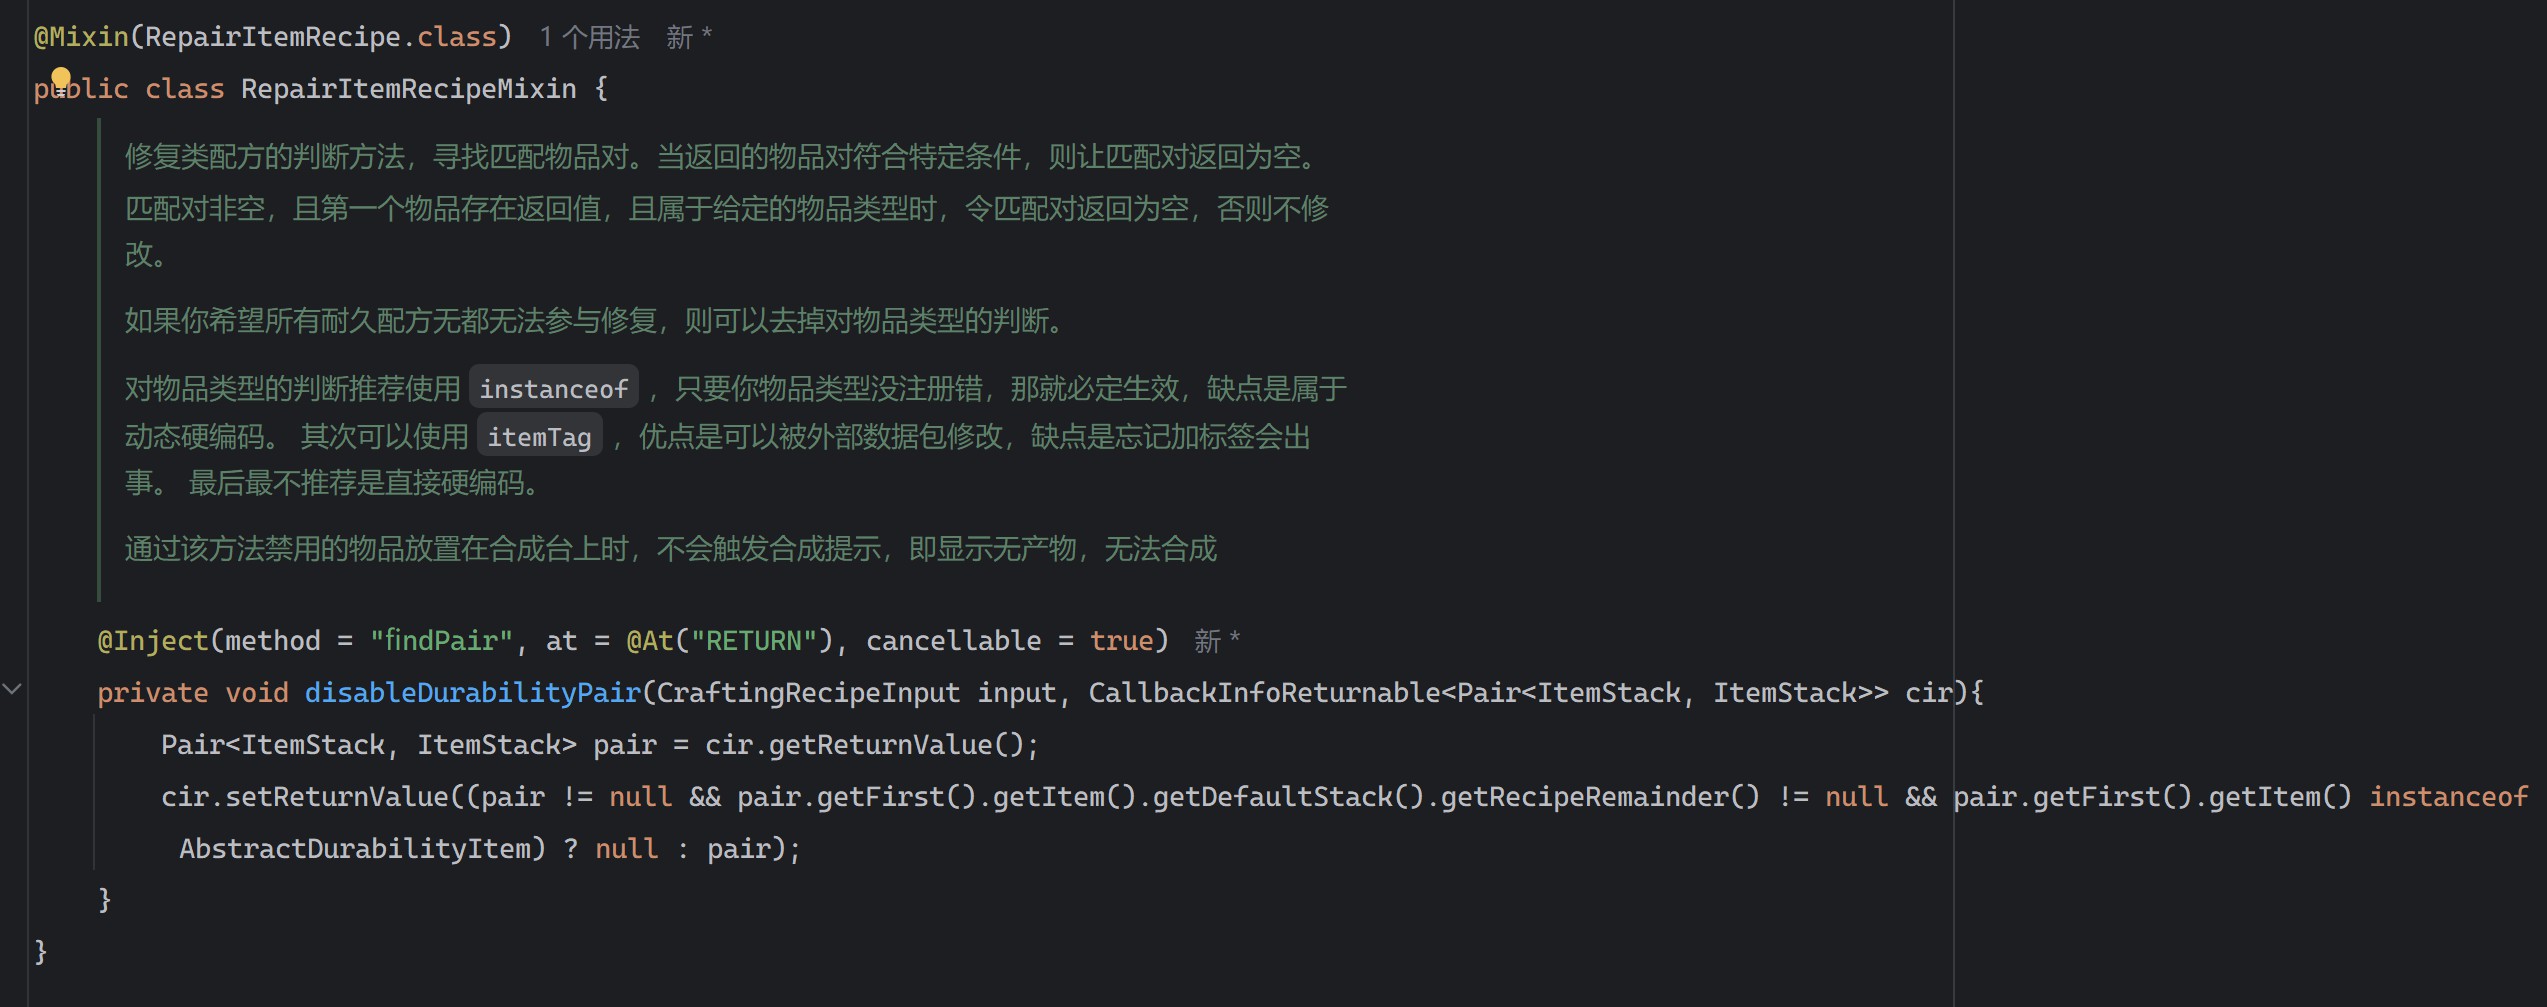 @Mixin(RepairItemRecipe.class) 1 个用法 新 *
public class RepairItemRecipeMixin {
修复类配方的判断方法，寻找匹配物品对。当返回的物品对符合特定条件，则让匹配对返回为空。
匹配对非空，且第一个物品存在返回值，且属于给定的物品类型时，令匹配对返回为空，否则不修
改。
如果你希望所有耐久配方无都无法参与修复，则可以去掉对物品类型的判断。
对物品类型的判断推荐使用 instanceof ，只要你物品类型没注册错，那就必定生效，缺点是属于
动态硬编码。 其次可以使用 itemTag ，优点是可以被外部数据包修改，缺点是忘记加标签会出
事。 最后最不推荐是直接硬编码。
通过该方法禁用的物品放置在合成台上时，不会触发合成提示，即显示无产物，无法合成
@Inject(method = "findPair", at = @At("RETURN"), cancellable = true) 新 *
private void disableDurabilityPair(CraftingRecipeInput input, CallbackInfoReturnable<Pair<ItemStack, ItemStack>> cir){
Pair<ItemStack, ItemStack> pair = cir.getReturnValue();
cir.setReturnValue((pair != null && pair.getFirst().getItem().getDefaultStack().getRecipeRemainder() != null && pair.getFirst().getItem() instanceof
AbstractDurabilityItem) ? null : pair);
}
}